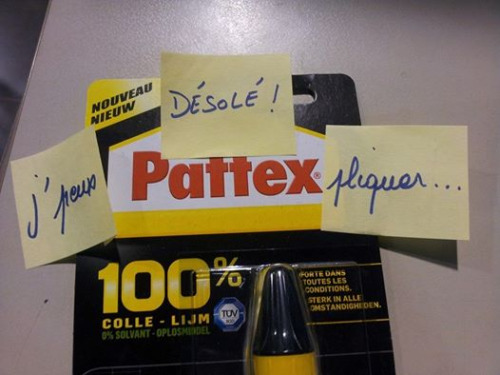 NOUVEAU
NIEUW
DÉSOLÉ !
j'peux Pattex® pliquer...
100%
COLLE - LIJM
0% SOLVANT - OPLOSMIDDEL
TÜV
PORTE DANS
TOUTES LES
CONDITIONS.
STERK IN ALLE
OMSTANDIGHEDEN.